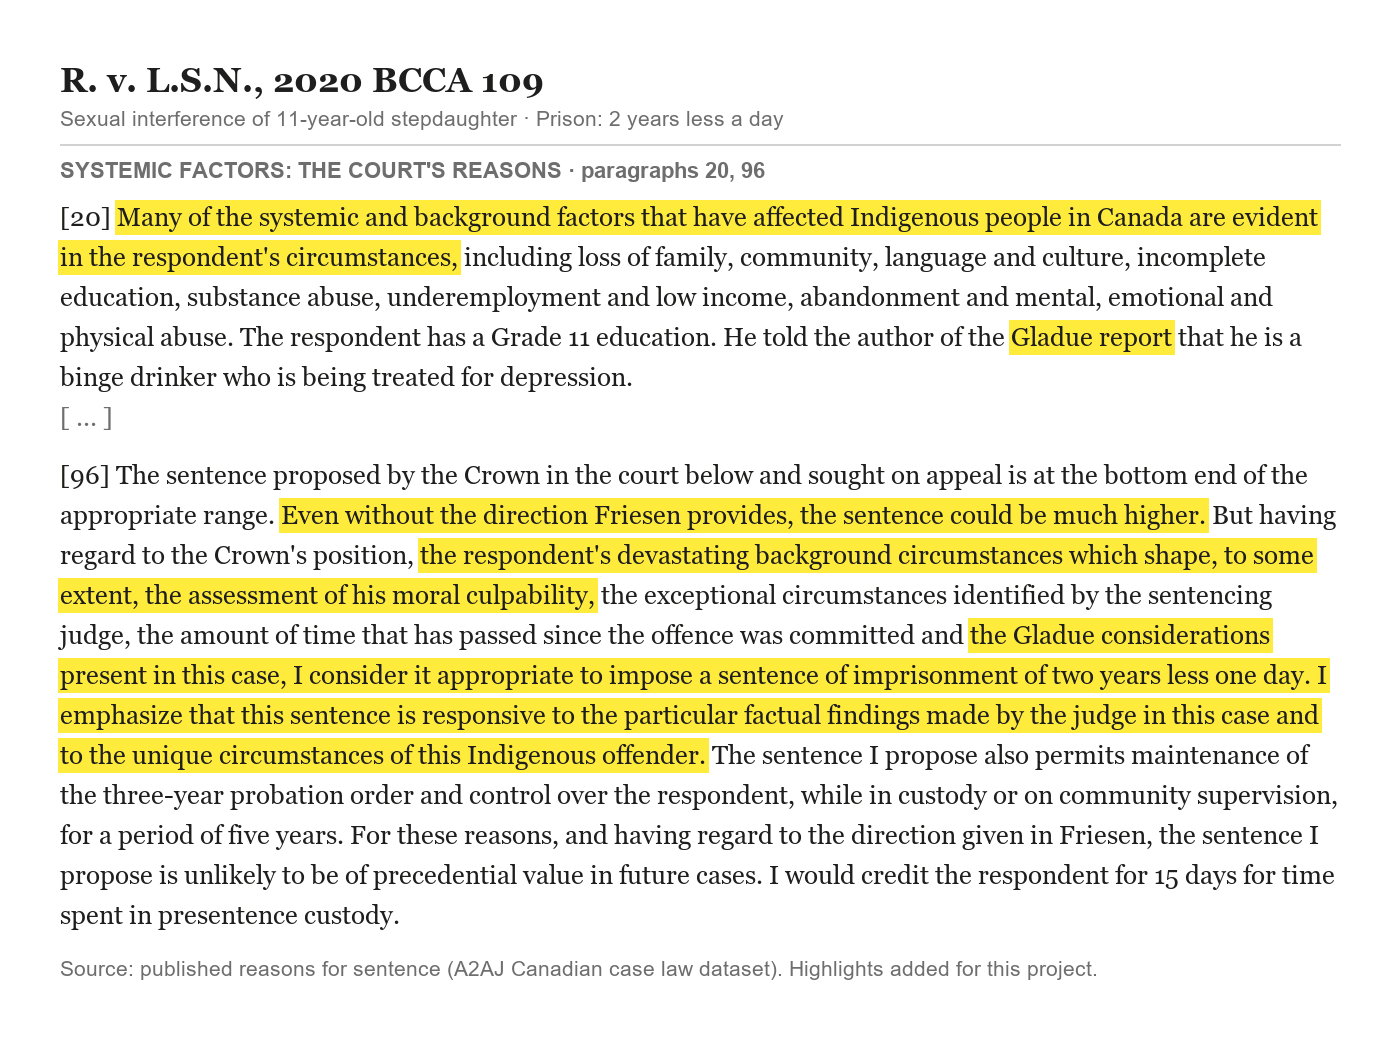 R. v. L.S.N., 2020 BCCA 109
Sexual interference of 11-year-old stepdaughter · Prison: 2 years less a day
SYSTEMIC FACTORS: THE COURT'S REASONS · paragraphs 20, 96
[20] Many of the systemic and background factors that have affected Indigenous people in Canada are evident
in the respondent's circumstances, including loss of family, community, language and culture, incomplete
education, substance abuse, underemployment and low income, abandonment and mental, emotional and
physical abuse. The respondent has a Grade 11 education. He told the author of the Gladue report that he is a
binge drinker who is being treated for depression.
[ ... ]
[96] The sentence proposed by the Crown in the court below and sought on appeal is at the bottom end of the
appropriate range. Even without the direction Friesen provides, the sentence could be much higher. But having
regard to the Crown's position, the respondent's devastating background circumstances which shape, to some
extent, the assessment of his moral culpability, the exceptional circumstances identified by the sentencing
judge, the amount of time that has passed since the offence was committed and the Gladue considerations
present in this case, I consider it appropriate to impose a sentence of imprisonment of two years less one day. I
emphasize that this sentence is responsive to the particular factual findings made by the judge in this case and
to the unique circumstances of this Indigenous offender. The sentence I propose also permits maintenance of
the three-year probation order and control over the respondent, while in custody or on community supervision,
for a period of five years. For these reasons, and having regard to the direction given in Friesen, the sentence I
propose is unlikely to be of precedential value in future cases. I would credit the respondent for 15 days for time
spent in presentence custody.
Source: published reasons for sentence (A2AJ Canadian case law dataset). Highlights added for this project.